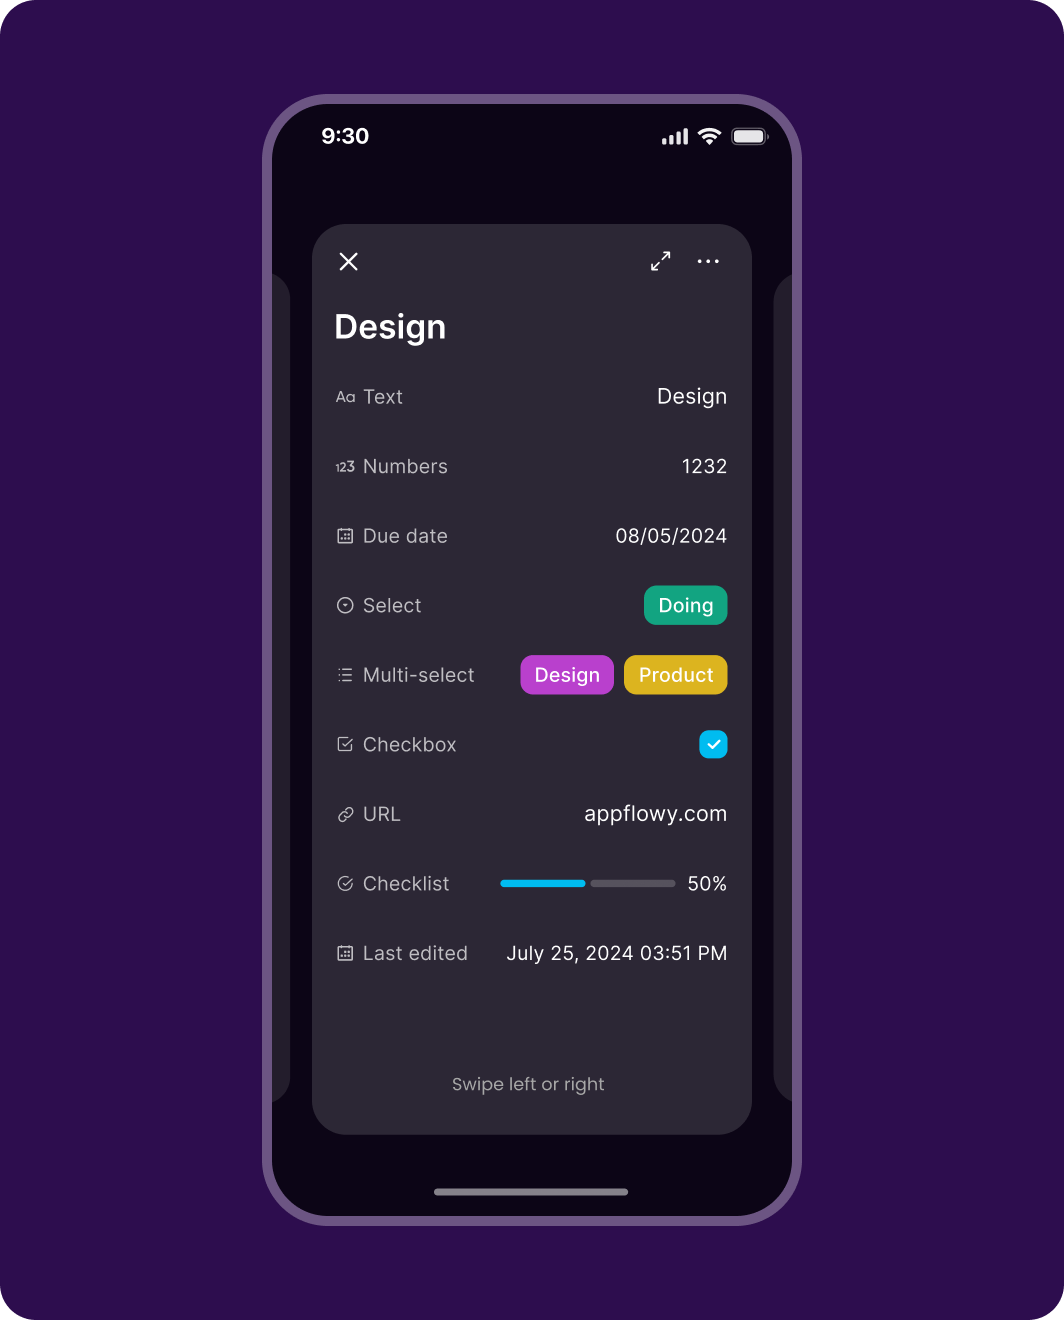 9:30
Design
Aa Text Design
123 Numbers 1232
Due date 08/05/2024
Select Doing
Multi-select Design Product
Checkbox
URL appflowy.com
Checklist 50%
Last edited July 25, 2024 03:51 PM
Swipe left or right